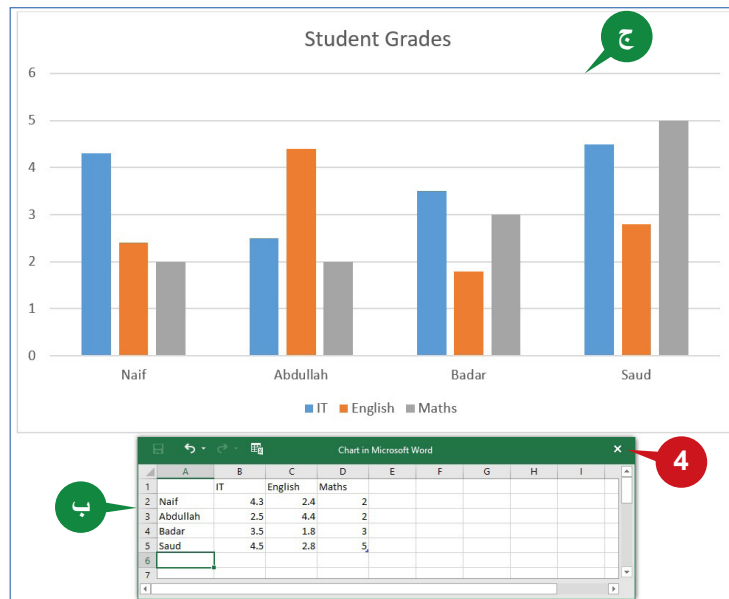 Student Grades
ج
6
5
4
3
2
1
0
Naif Abdullah Badar Saud
IT English Maths
Chart in Microsoft Word
4
A B C D E F G H I
1 IT English Maths
2 Naif 4.3 2.4 2
3 Abdullah 2.5 4.4 2
4 Badar 3.5 1.8 3
5 Saud 4.5 2.8 5
6
7
ب